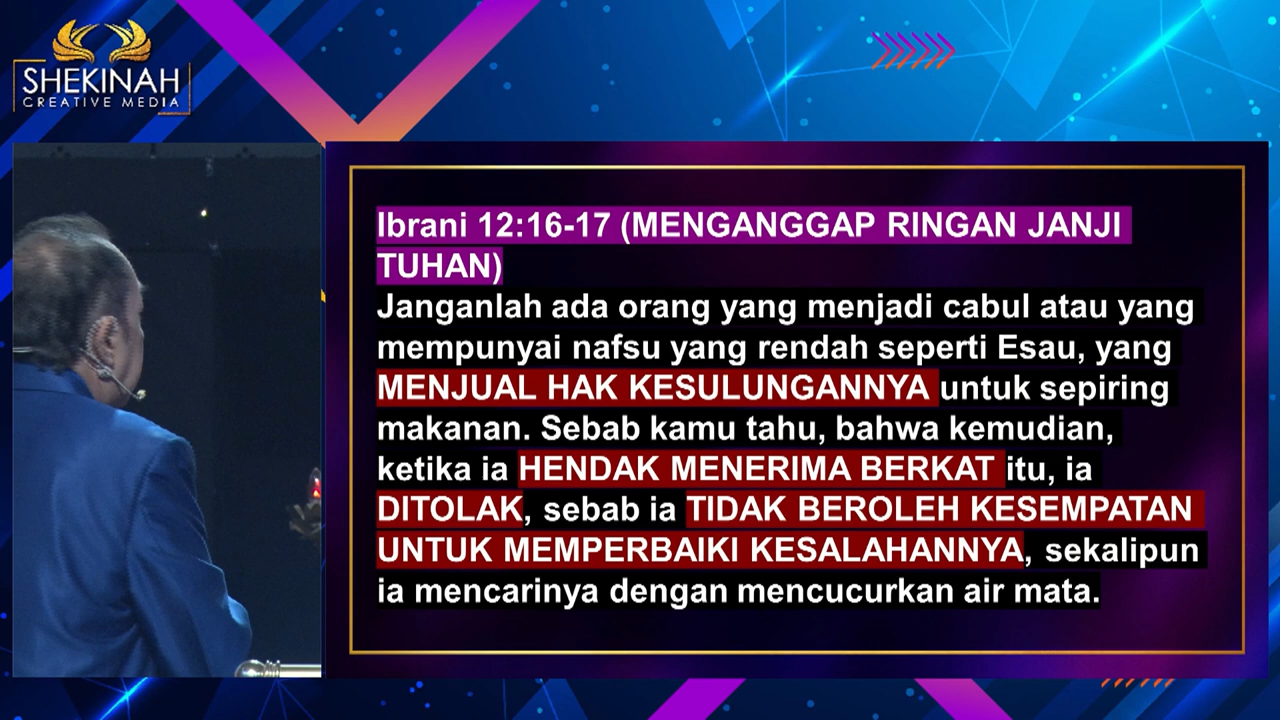 SHEKINAH
CREATIVE MEDIA
Ibrani 12:16-17 (MENGANGGAP RINGAN JANJI
TUHAN)
Janganlah ada orang yang menjadi cabul atau yang
mempunyai nafsu yang rendah seperti Esau, yang
MENJUAL HAK KESULUNGANNYA untuk sepiring
makanan. Sebab kamu tahu, bahwa kemudian,
ketika ia HENDAK MENERIMA BERKAT itu, ia
DITOLAK, sebab ia TIDAK BEROLEH KESEMPATAN
UNTUK MEMPERBAIKI KESALAHANNYA, sekalipun
ia mencarinya dengan mencucurkan air mata.